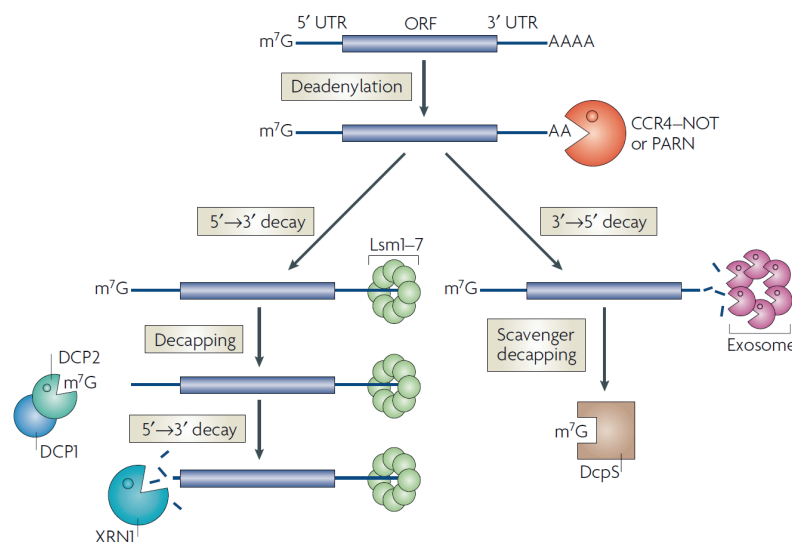 5′ UTR ORF 3′ UTR
m⁷G AAAA
Deadenylation
m⁷G AA
CCR4–NOT
or PARN
5′→3′ decay 3′→5′ decay
Lsm1–7
m⁷G m⁷G
Exosome
Decapping
Scavenger
decapping
DCP2
m⁷G
DCP1
5′→3′ decay
m⁷G
DcpS
XRN1